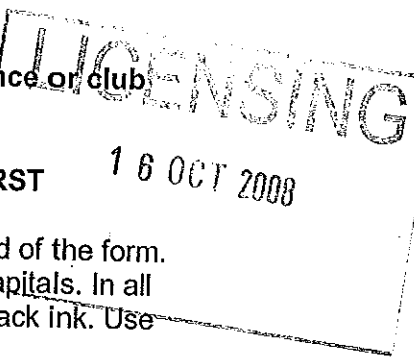 LICENSING
nce or club
16 OCT 2008
RST
d of the form.
apitals. In all
ack ink. Use